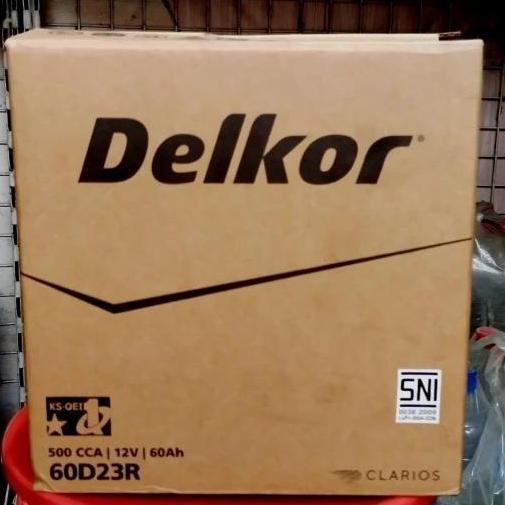 Delkor
KS-QEI
SNI
500 CCA | 12V | 60Ah
60D23R
CLARIOS